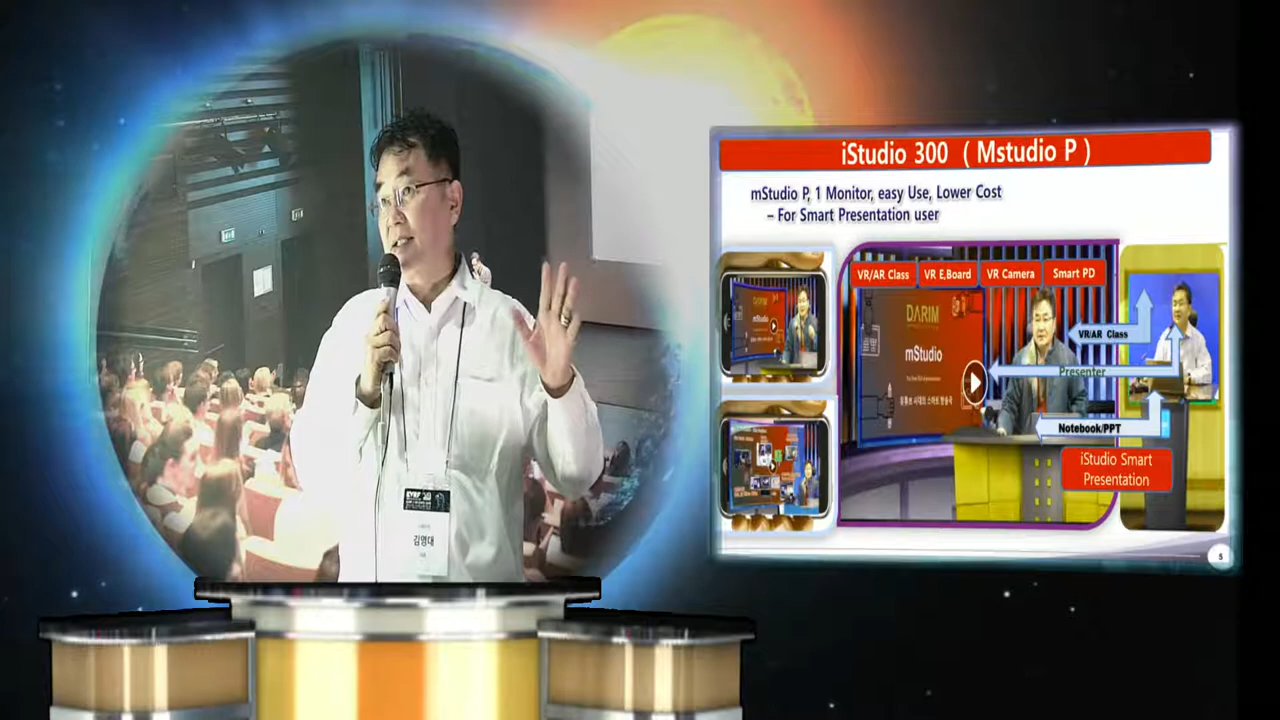 iStudio 300 ( Mstudio P )
mStudio P, 1 Monitor, easy Use, Lower Cost
– For Smart Presentation user
VR/AR Class
VR E,Board
VR Camera
Smart PD
DARIM
mStudio
VR/AR Class
Presenter
Notebook/PPT
iStudio Smart
Presentation
DARIM
mStudio
5
김영대